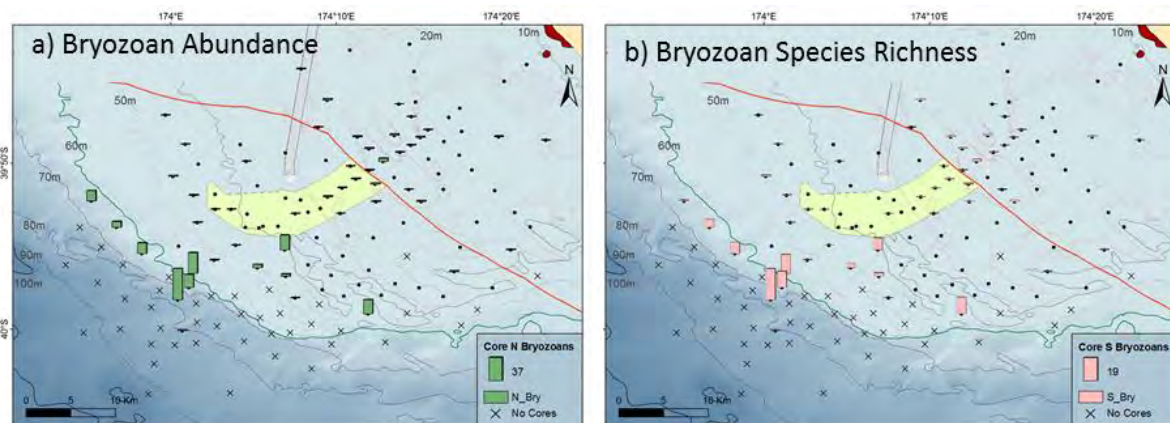 a) Bryozoan Abundance
174°E
174°10'E
174°20'E
20m
10m
N
50m
60m
39°50'S
70m
80m
90m
100m
40°S
0 5 10 Km
Core N Bryozoans
37
N_Bry
No Cores
b) Bryozoan Species Richness
174°E
174°10'E
174°20'E
20m
10m
N
50m
60m
70m
80m
90m
100m
0 5 10 Km
Core S Bryozoans
19
S_Bry
No Cores